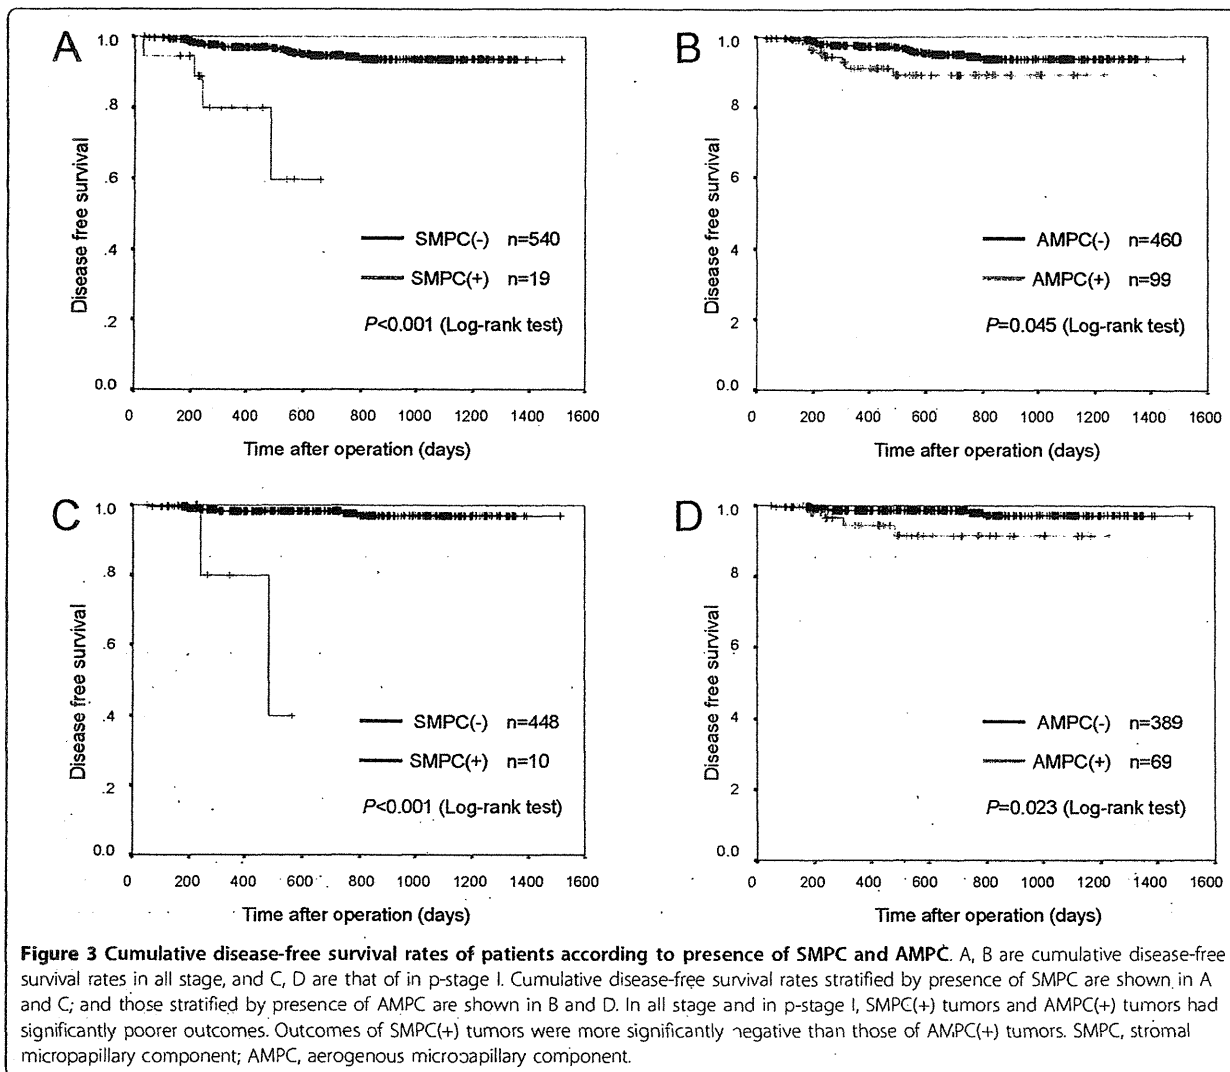 A
1.0
.8
.6
.4
.2
0.0
Disease free survival
SMPC(-) n=540
SMPC(+) n=19
P<0.001 (Log-rank test)
0 200 400 600 800 1000 1200 1400 1600
Time after operation (days)
B
1.0
.8
6
4
2
0.0
Disease free survival
AMPC(-) n=460
AMPC(+) n=99
P=0.045 (Log-rank test)
0 200 400 600 800 1000 1200 1400 1600
Time after operation (days)
C
1.0
.8
.6
.4
.2
0.0
Disease free survival
SMPC(-) n=448
SMPC(+) n=10
P<0.001 (Log-rank test)
0 200 400 600 800 1000 1200 1400 1600
Time after operation (days)
D
1.0
8
6
4
2
0.0
Disease free survival
AMPC(-) n=389
AMPC(+) n=69
P=0.023 (Log-rank test)
0 200 400 600 800 1000 1200 1400 1600
Time after operation (days)
Figure 3 Cumulative disease-free survival rates of patients according to presence of SMPC and AMPC. A, B are cumulative disease-free
survival rates in all stage, and C, D are that of in p-stage I. Cumulative disease-free survival rates stratified by presence of SMPC are shown in A
and C; and those stratified by presence of AMPC are shown in B and D. In all stage and in p-stage I, SMPC(+) tumors and AMPC(+) tumors had
significantly poorer outcomes. Outcomes of SMPC(+) tumors were more significantly negative than those of AMPC(+) tumors. SMPC, stromal
micropapillary component; AMPC, aerogenous micropapillary component.